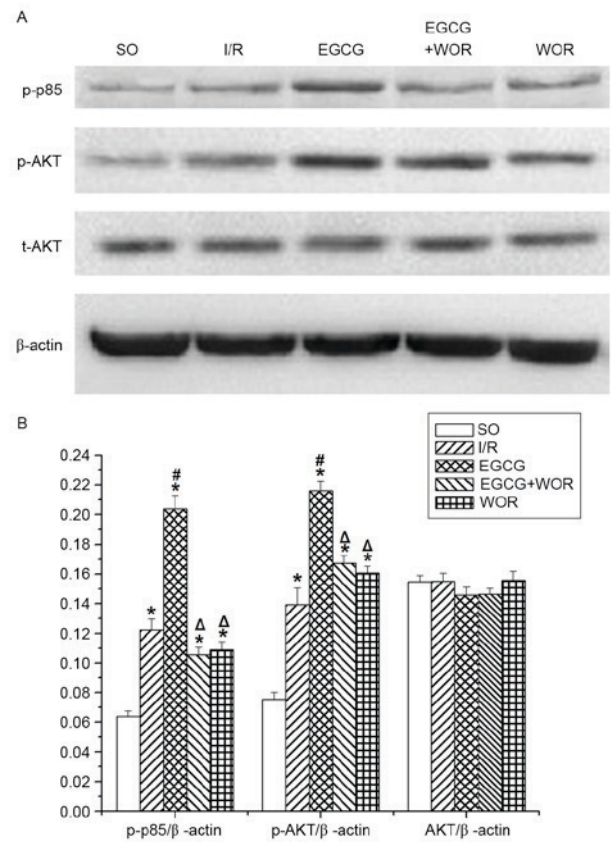 A
SO I/R EGCG EGCG +WOR WOR
p-p85
p-AKT
t-AKT
β-actin
B
SO
I/R
EGCG
EGCG+WOR
WOR
0.24
0.22
0.20
0.18
0.16
0.14
0.12
0.10
0.08
0.06
0.04
0.02
0.00
*
#
*
Δ
*
Δ
*
*
#
*
Δ
*
Δ
*
p-p85/β -actin p-AKT/β -actin AKT/β -actin